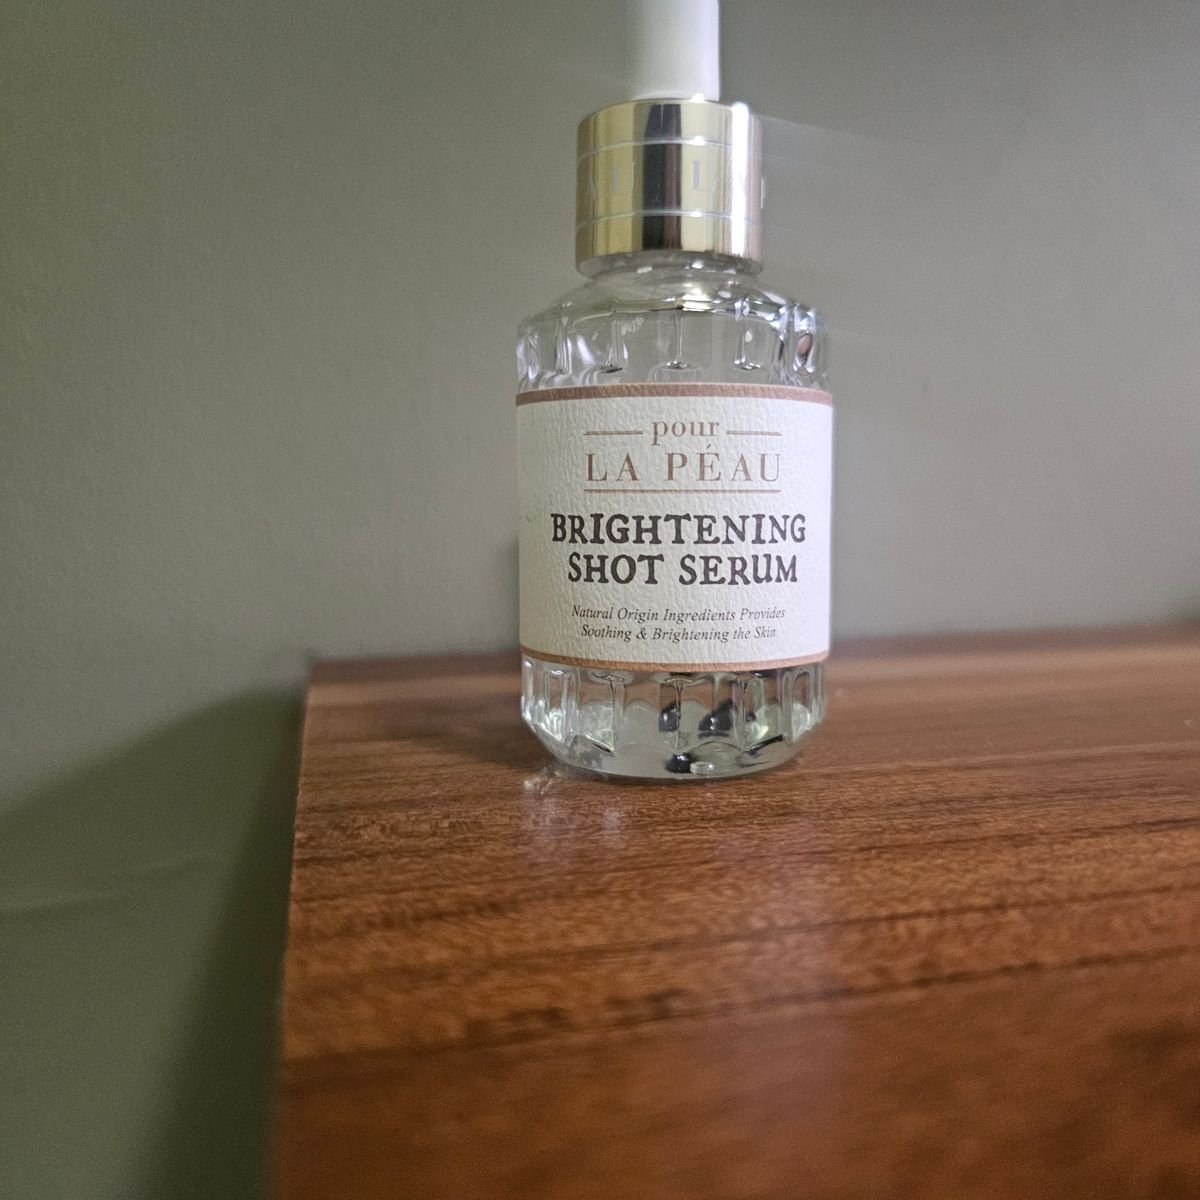 pour
LA PÉAU
BRIGHTENING
SHOT SERUM
Natural Origin Ingredients Provides
Soothing & Brightening the Skin